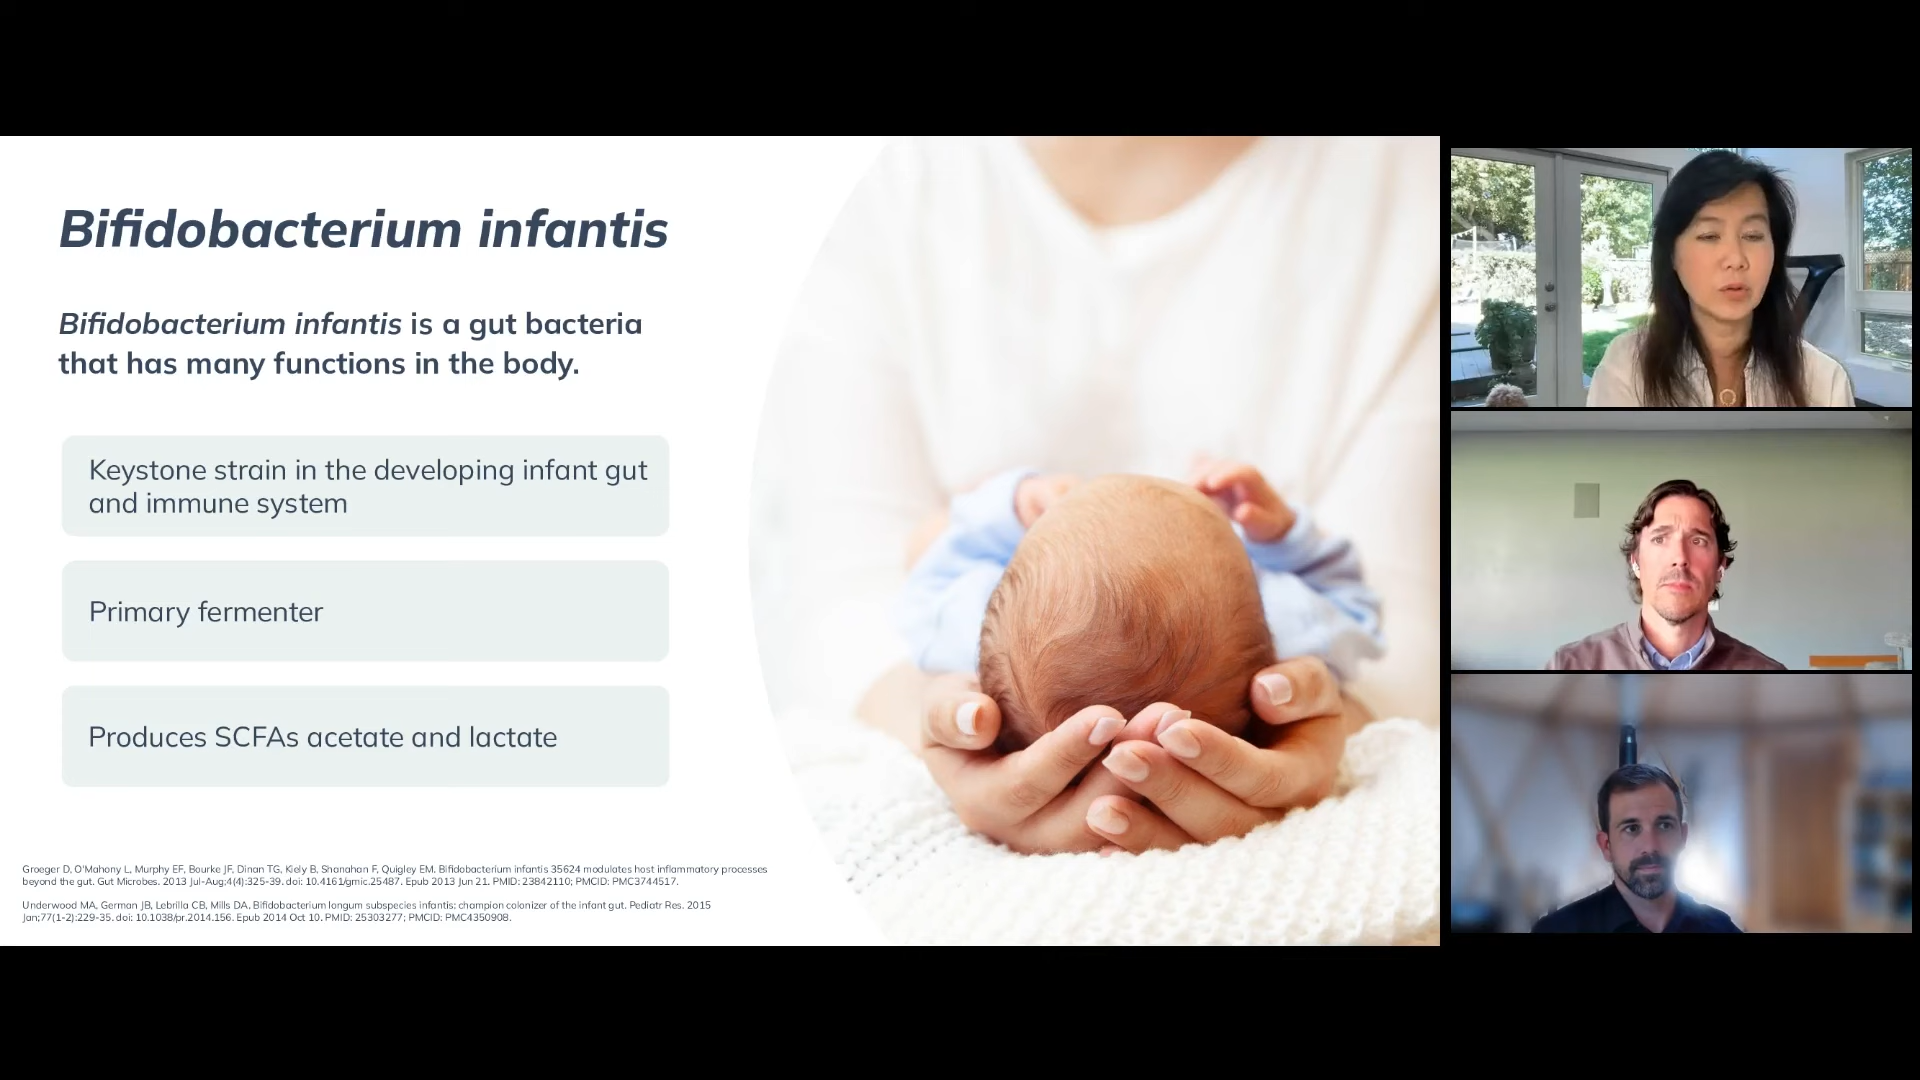 Bifidobacterium infantis
Bifidobacterium infantis is a gut bacteria
that has many functions in the body.
Keystone strain in the developing infant gut
and immune system
Primary fermenter
Produces SCFAs acetate and lactate
Groeger D, O'Mahony L, Murphy EF, Bourke JF, Dinan TG, Kiely B, Shanahan F, Quigley EM. Bifidobacterium infantis 35624 modulates host inflammatory processes
beyond the gut. Gut Microbes. 2013 Jul-Aug;4(4):325-39. doi: 10.4161/gmic.25487. Epub 2013 Jun 21. PMID: 23842110; PMCID: PMC3744517.
Underwood MA, German JB, Lebrilla CB, Mills DA. Bifidobacterium longum subspecies infantis: champion colonizer of the infant gut. Pediatr Res. 2015
Jan;77(1-2):229-35. doi: 10.1038/pr.2014.156. Epub 2014 Oct 10. PMID: 25303277; PMCID: PMC4350908.